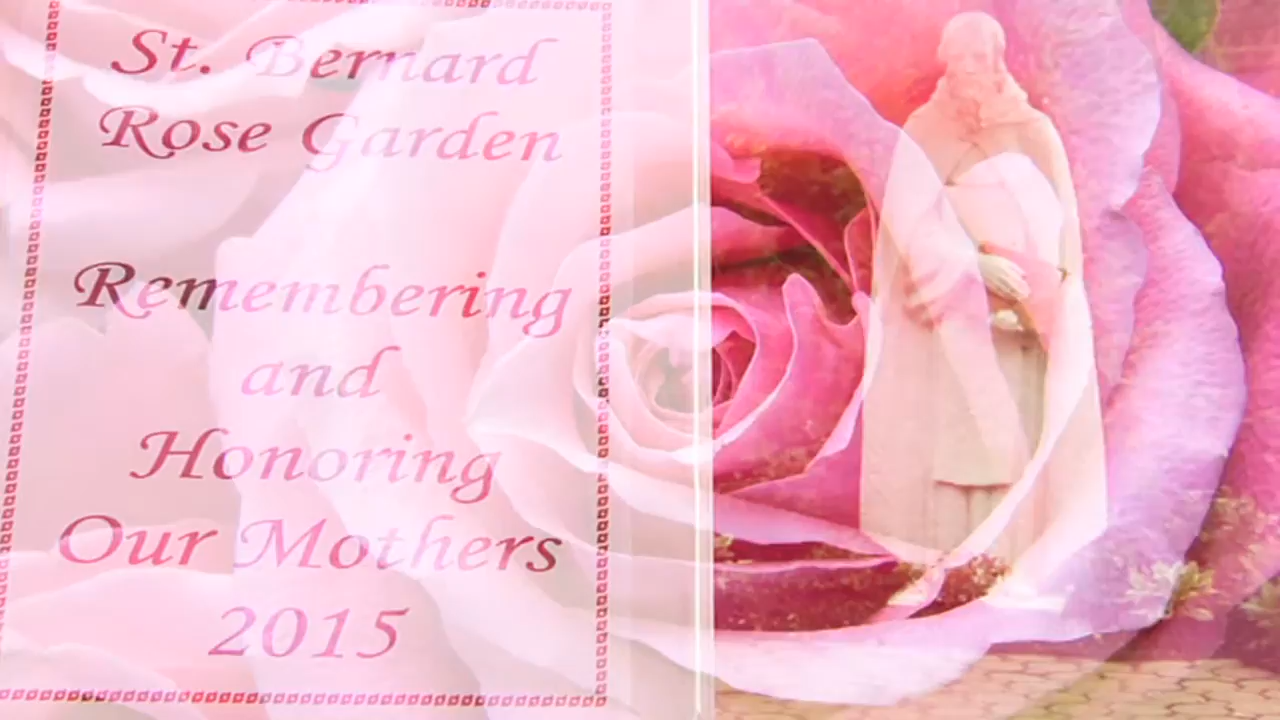 St. Bernard
Rose Garden
Remembering
and
Honoring
Our Mothers
2015